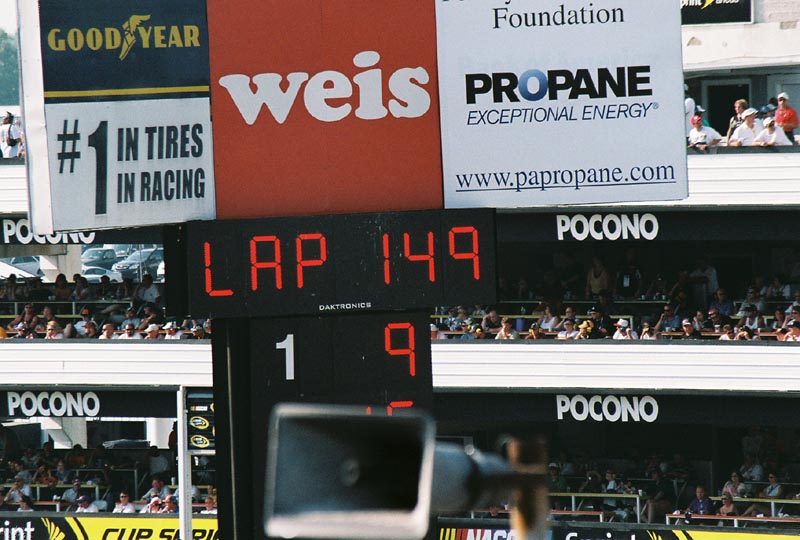 GOODYEAR
#1 IN TIRES
IN RACING
weis
Foundation
PROPANE
EXCEPTIONAL ENERGY®
www.papropane.com
POCONO
POCONO
LAP 149
DAKTRONICS
1 9
POCONO
POCONO
CUP
NASCAR